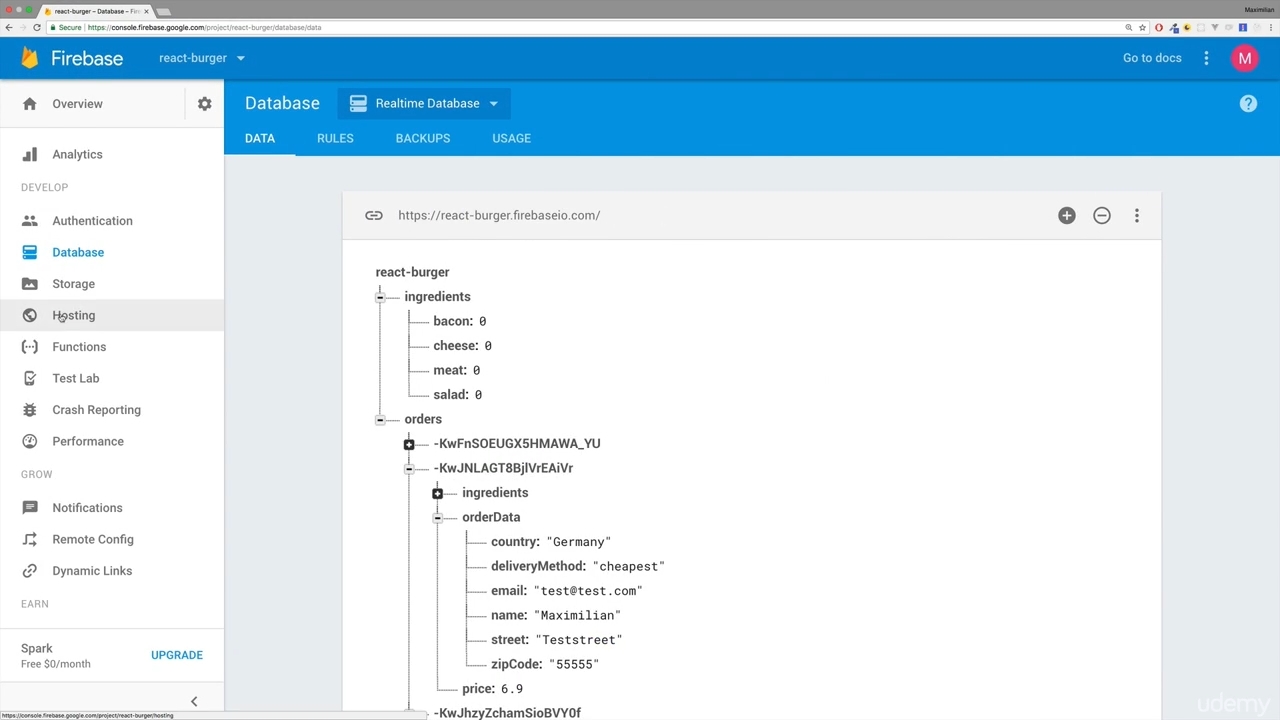 react-burger – Database – Fire
Maximilian
Secure
https://console.firebase.google.com/project/react-burger/database/data
Firebase
react-burger
Go to docs
M
Overview
Database
Realtime Database
?
DATA
RULES
BACKUPS
USAGE
Analytics
DEVELOP
Authentication
Database
Storage
Hosting
Functions
Test Lab
Crash Reporting
Performance
GROW
Notifications
Remote Config
Dynamic Links
EARN
Spark
Free $0/month
UPGRADE
https://console.firebase.google.com/project/react-burger/hosting
https://react-burger.firebaseio.com/
react-burger
ingredients
bacon: 0
cheese: 0
meat: 0
salad: 0
orders
-KwFnSOEUGX5HMAWA_YU
-KwJNLAGT8BjlVrEAiVr
ingredients
orderData
country: "Germany"
deliveryMethod: "cheapest"
email: "test@test.com"
name: "Maximilian"
street: "Teststreet"
zipCode: "55555"
price: 6.9
-KwJhzyZchamSioBVY0f
udemy